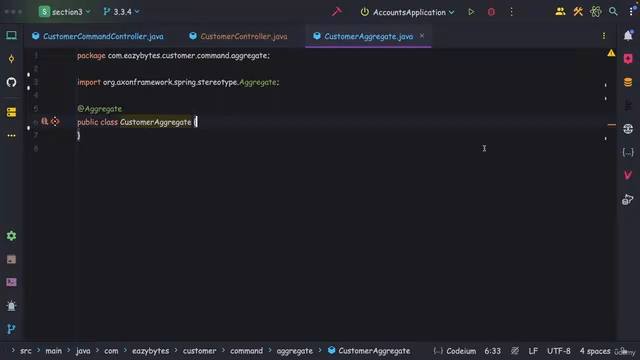 section3
3.3.4
AccountsApplication
CustomerCommandController.java
CustomerController.java
CustomerAggregate.java
1
package com.eazybytes.customer.command.aggregate;
2
3
import org.axonframework.spring.stereotype.Aggregate;
4
5
@Aggregate
6
public class CustomerAggregate {
7
}
8
src > main > java > com > eazybytes > customer > command > aggregate > CustomerAggregate
Codeium
6:33
LF
UTF-8
4 spaces
Udemy